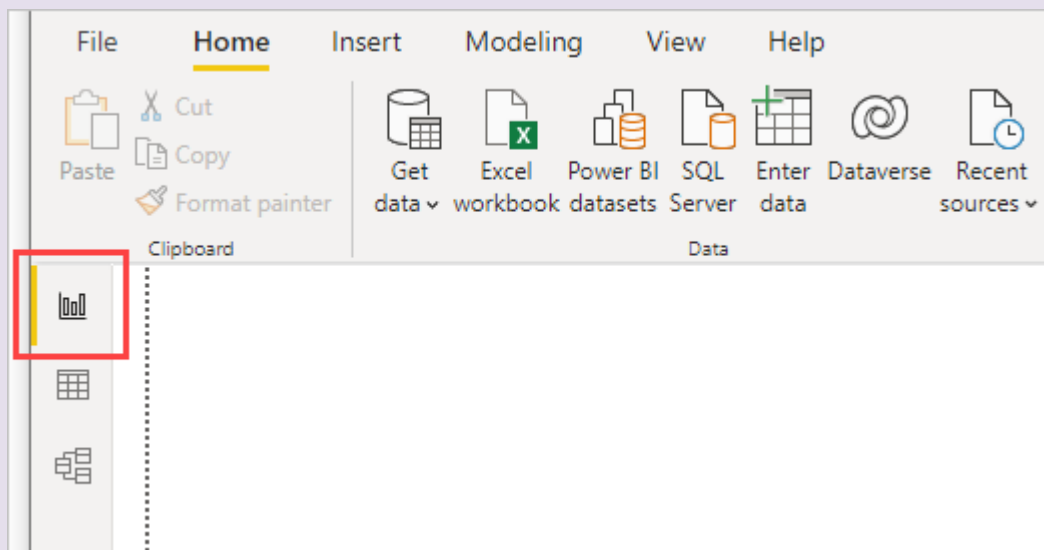 File Home Insert Modeling View Help
Cut
Copy
Paste
Format painter
Clipboard
Get data
Excel workbook
Power BI datasets
SQL Server
Enter data
Dataverse
Recent sources
Data